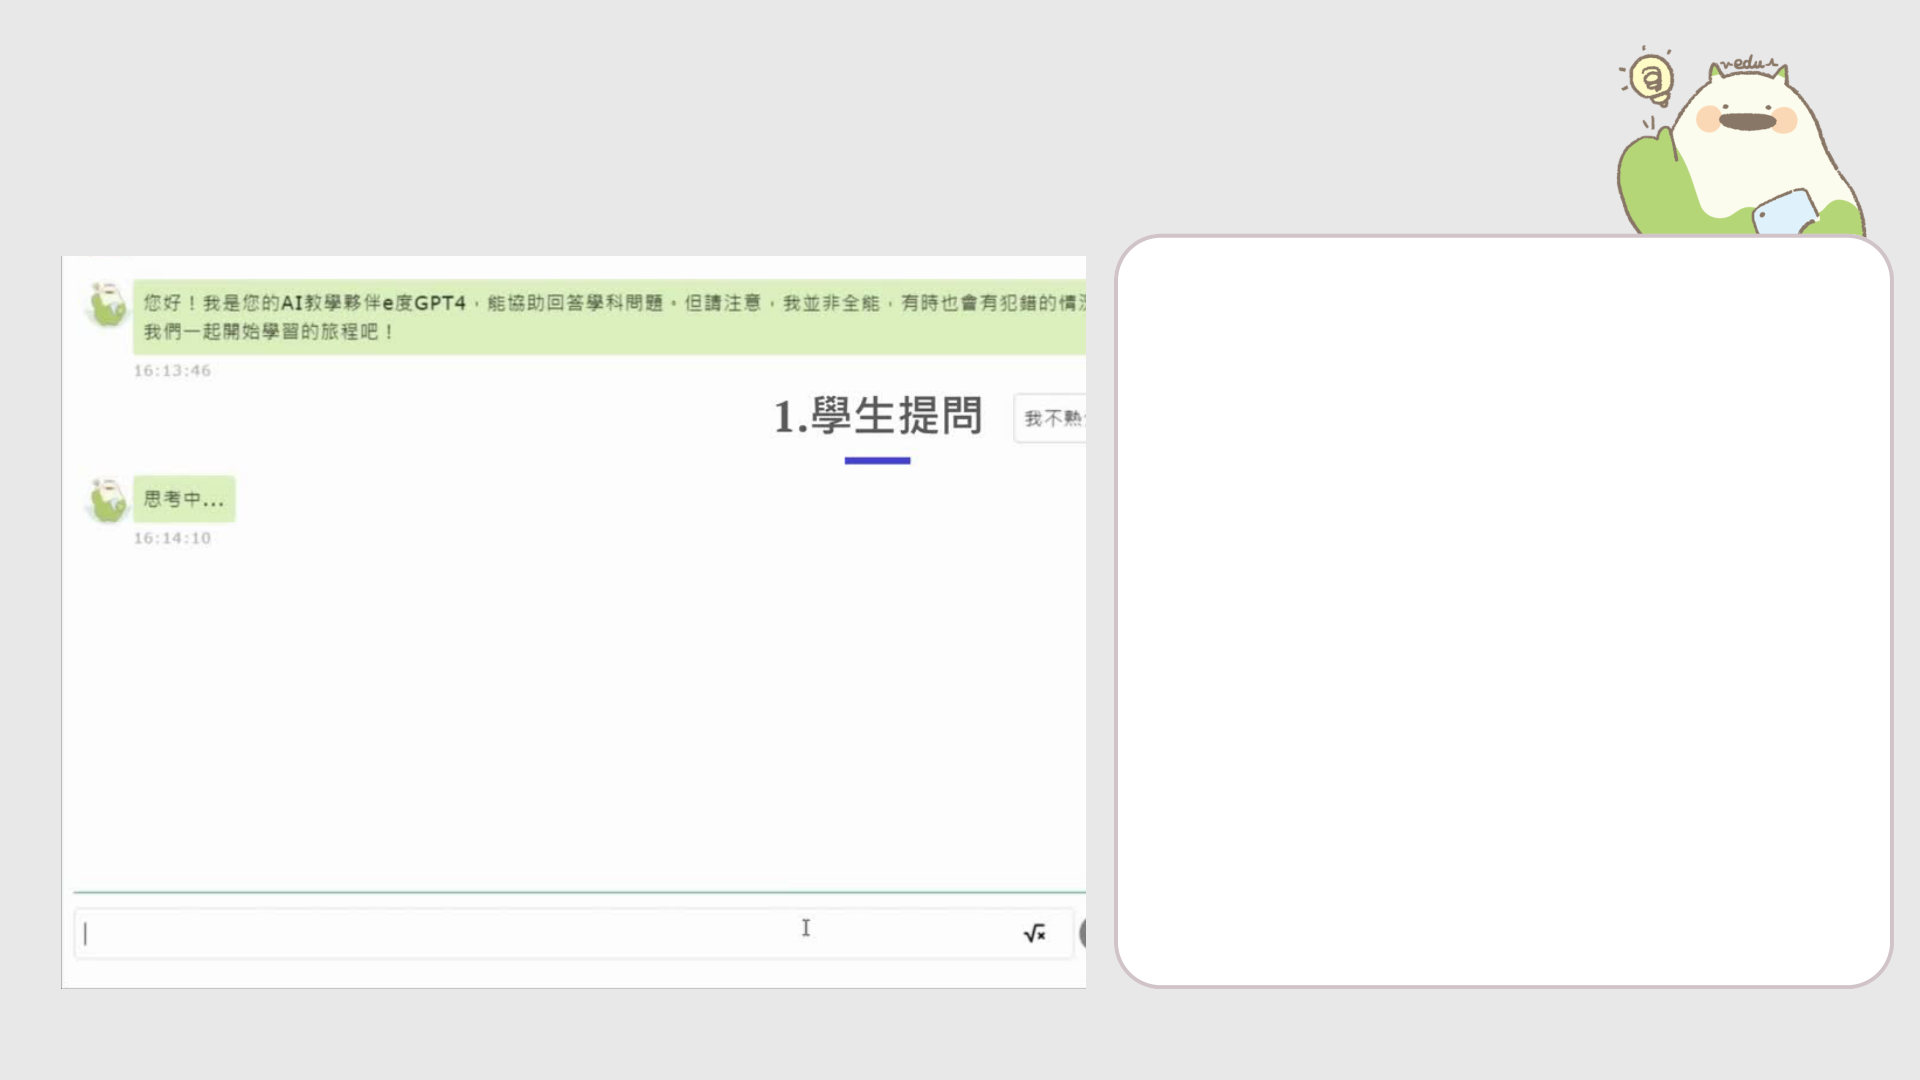 edu
您好！我是您的AI教學夥伴e度GPT4，能協助回答學科問題。但請注意，我並非全能，有時也會有犯錯的情況
我們一起開始學習的旅程吧！
16:13:46
1.學生提問
我不熟
思考中...
16:14:10
√x